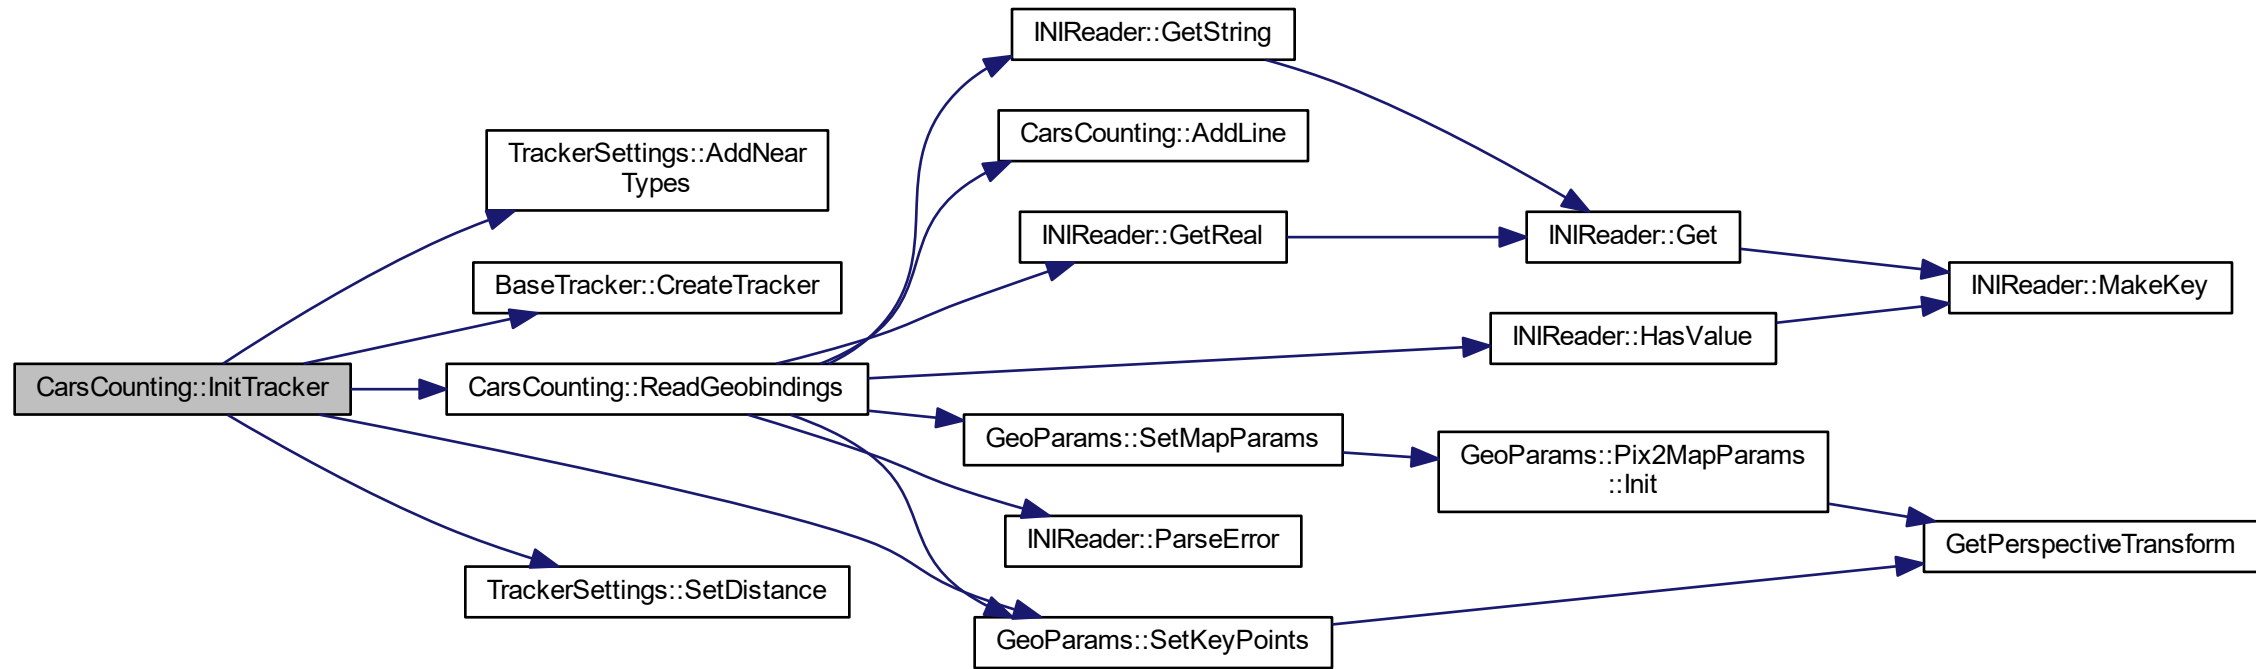 INIReader::GetString
CarsCounting::AddLine
TrackerSettings::AddNear
Types
INIReader::GetReal
INIReader::Get
BaseTracker::CreateTracker
INIReader::MakeKey
INIReader::HasValue
CarsCounting::InitTracker
CarsCounting::ReadGeobindings
GeoParams::SetMapParams
GeoParams::Pix2MapParams
::Init
INIReader::ParseError
GetPerspectiveTransform
TrackerSettings::SetDistance
GeoParams::SetKeyPoints